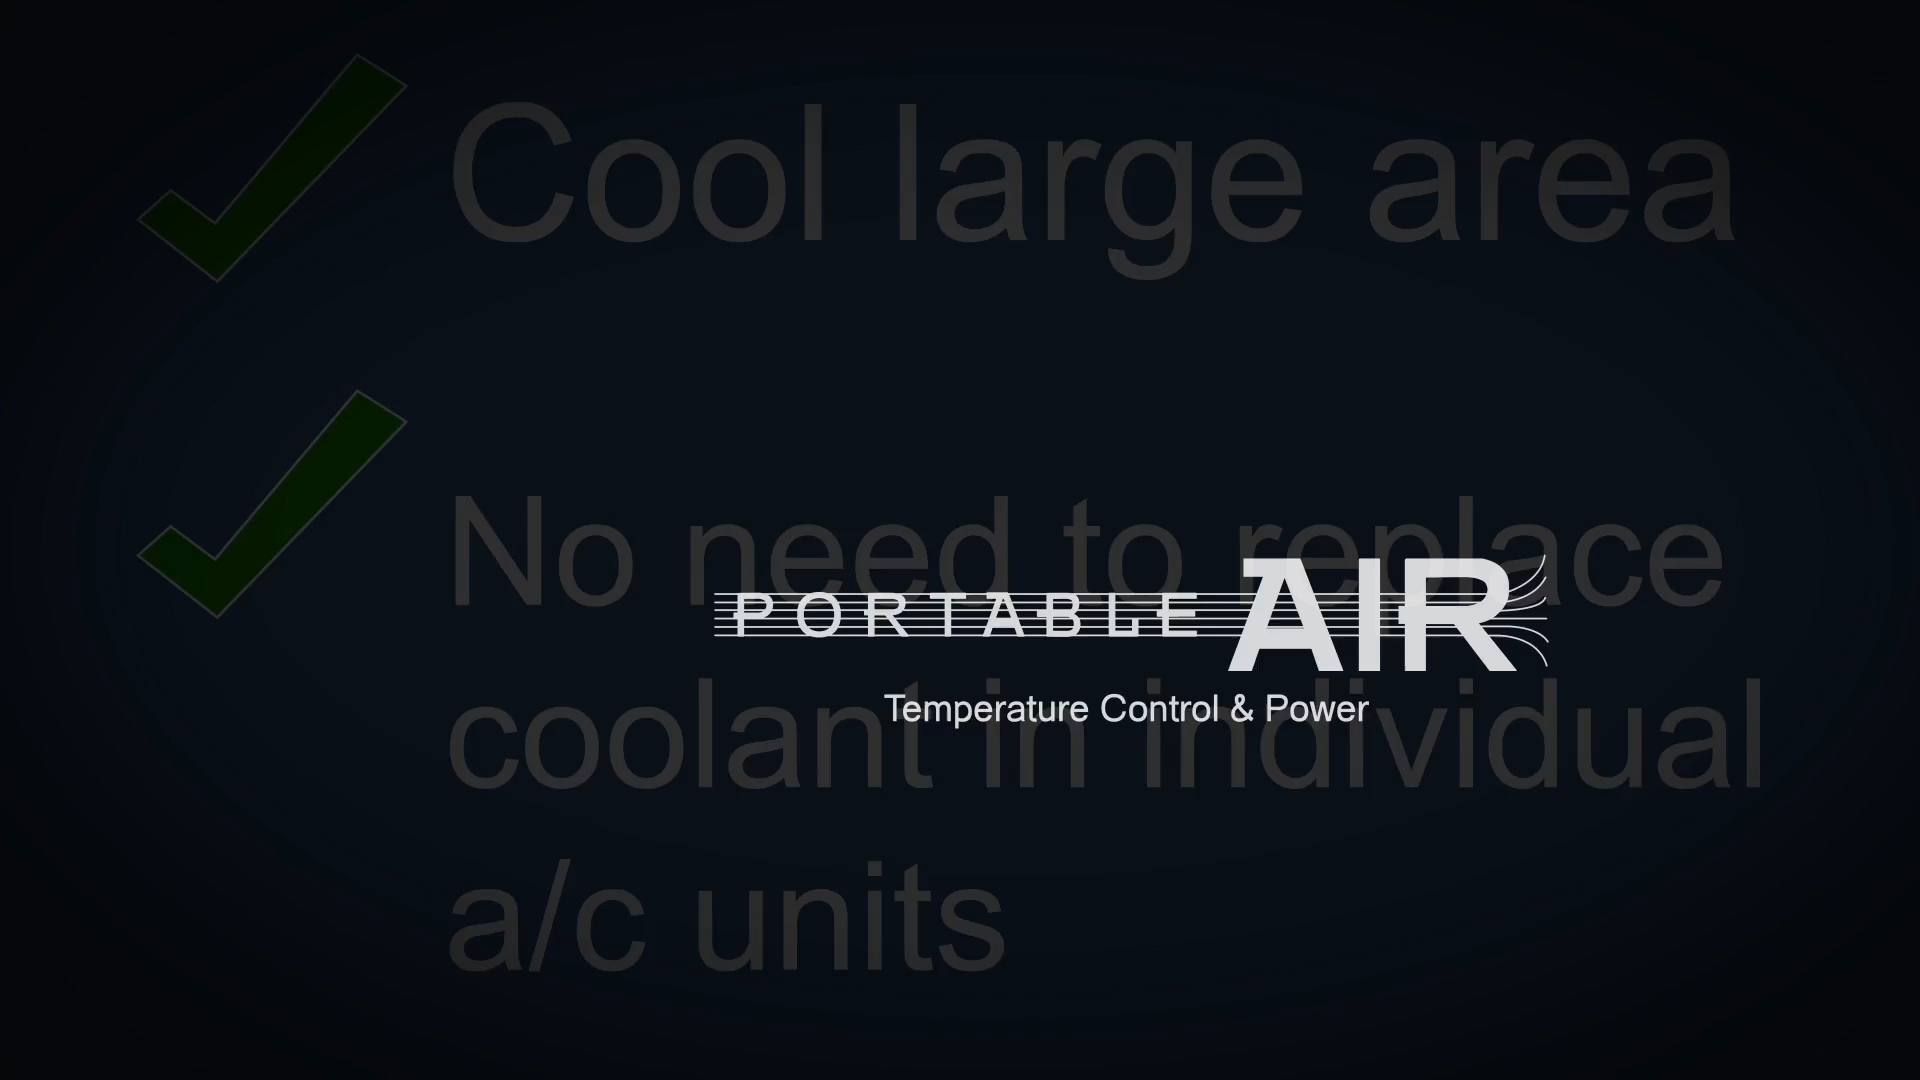 Cool large area
No need to replace
coolant in individual
a/c units
PORTABLE AIR
Temperature Control & Power